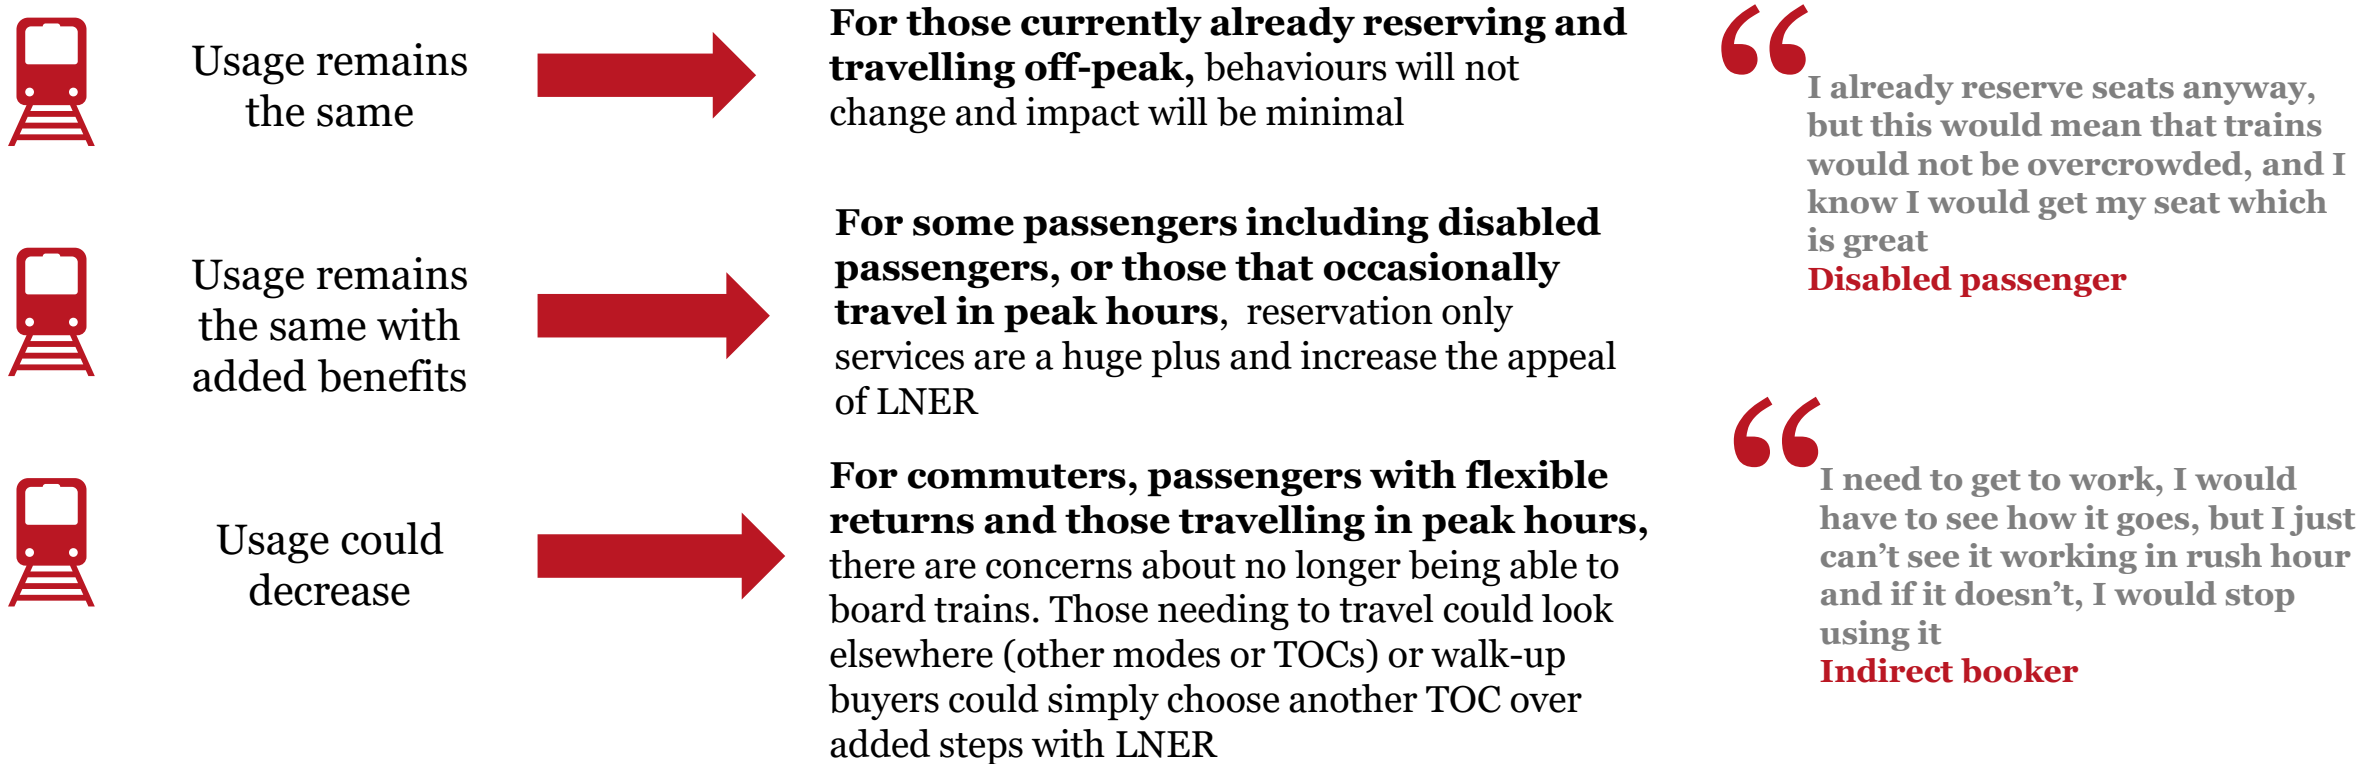 Usage remains
the same
For those currently already reserving and
travelling off-peak, behaviours will not
change and impact will be minimal
Usage remains
the same with
added benefits
For some passengers including disabled
passengers, or those that occasionally
travel in peak hours,  reservation only
services are a huge plus and increase the appeal
of LNER
Usage could
decrease
For commuters, passengers with flexible
returns and those travelling in peak hours,
there are concerns about no longer being able to
board trains. Those needing to travel could look
elsewhere (other modes or TOCs) or walk-up
buyers could simply choose another TOC over
added steps with LNER
“
I already reserve seats anyway,
but this would mean that trains
would not be overcrowded, and I
know I would get my seat which
is great
Disabled passenger
“
I need to get to work, I would
have to see how it goes, but I just
can’t see it working in rush hour
and if it doesn’t, I would stop
using it
Indirect booker